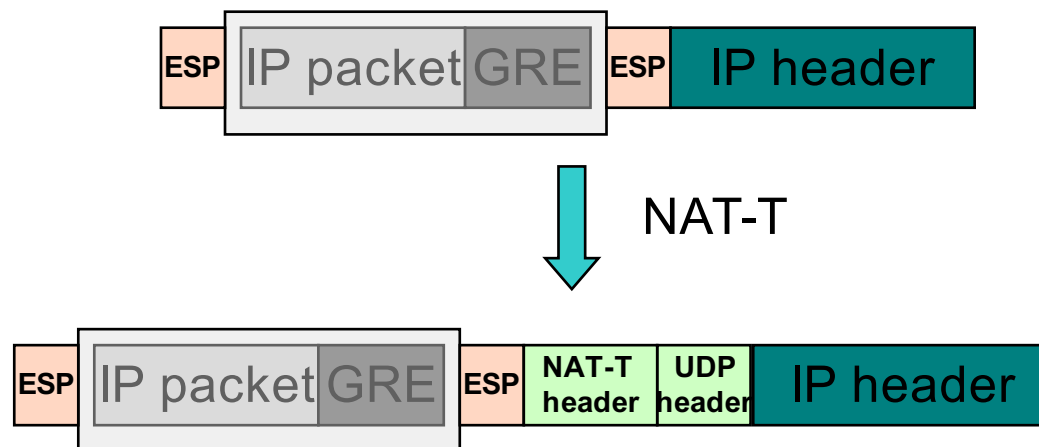 ESP IP packet GRE ESP IP header
NAT-T
ESP IP packet GRE ESP NAT-T header UDP header IP header